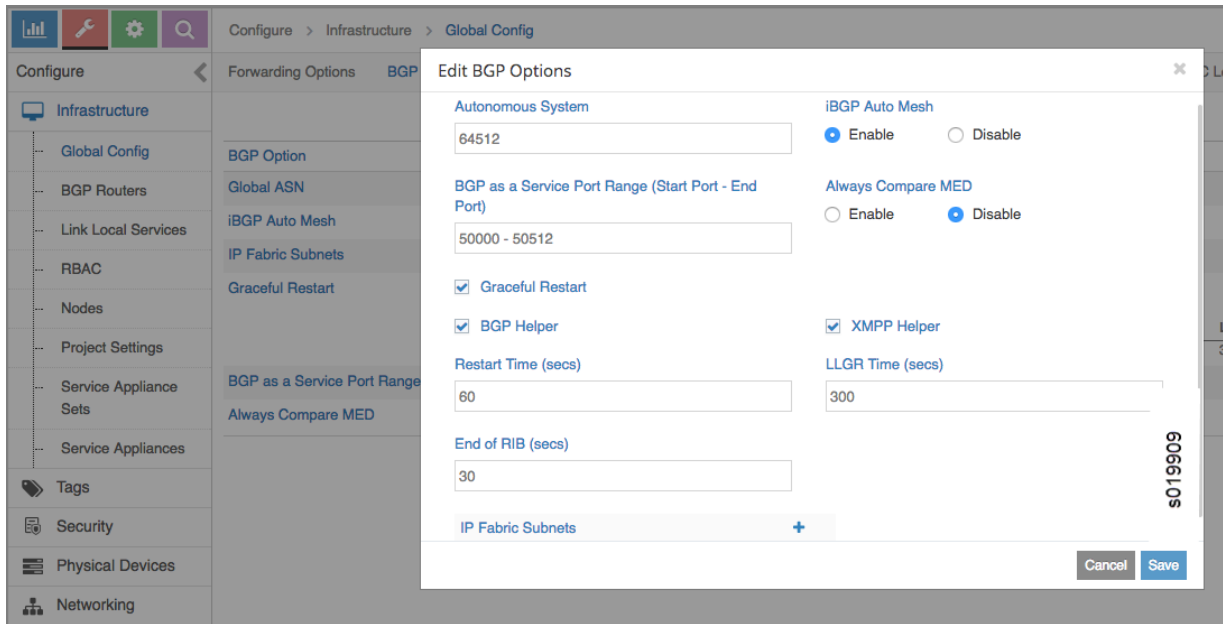 Configure > Infrastructure > Global Config
Configure
Infrastructure
Global Config
BGP Routers
Link Local Services
RBAC
Nodes
Project Settings
Service Appliance
Sets
Service Appliances
Tags
Security
Physical Devices
Networking
Forwarding Options BGP
BGP Option
Global ASN
iBGP Auto Mesh
IP Fabric Subnets
Graceful Restart
BGP as a Service Port Range
Always Compare MED
Edit BGP Options
Autonomous System
64512
iBGP Auto Mesh
Enable Disable
BGP as a Service Port Range (Start Port - End
Port)
50000 - 50512
Always Compare MED
Enable Disable
Graceful Restart
BGP Helper
XMPP Helper
Restart Time (secs)
60
LLGR Time (secs)
300
End of RIB (secs)
30
IP Fabric Subnets
Cancel Save
s019909